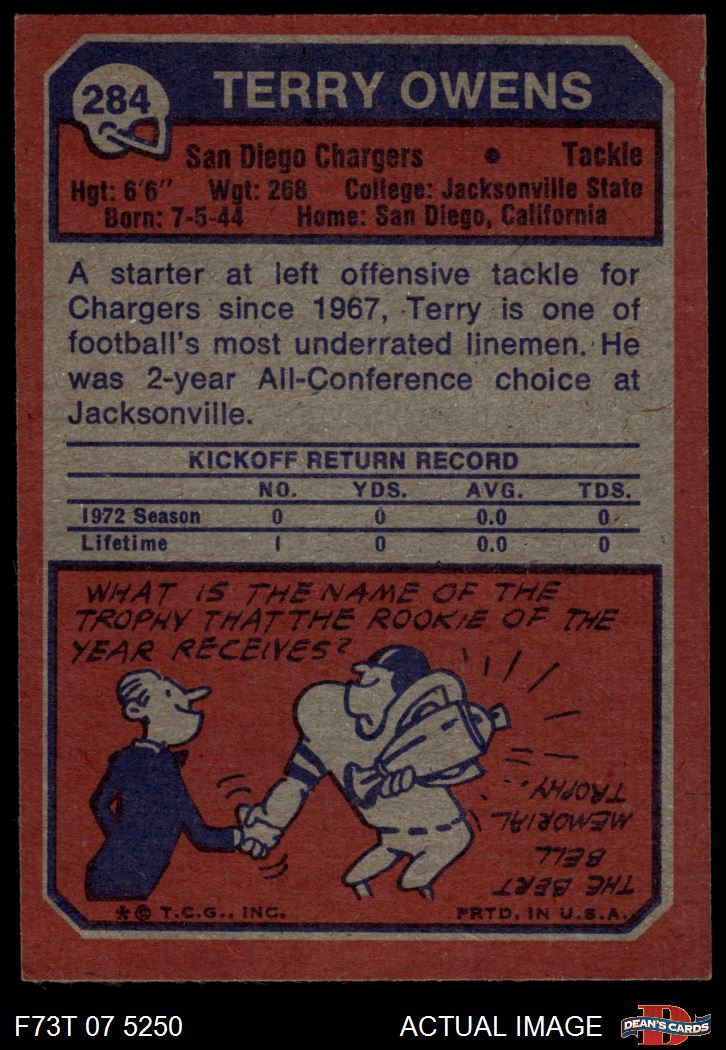 284
TERRY OWENS
San Diego Chargers • Tackle
Hgt: 6'6" Wgt: 268 College: Jacksonville State
Born: 7-5-44 Home: San Diego, California
A starter at left offensive tackle for
Chargers since 1967, Terry is one of
football's most underrated linemen. He
was 2-year All-Conference choice at
Jacksonville.
KICKOFF RETURN RECORD
NO. YDS. AVG. TDS.
1972 Season 0 0 0.0 0
Lifetime 1 0 0.0 0
WHAT IS THE NAME OF THE
TROPHY THAT THE ROOKIE OF THE
YEAR RECEIVES?
THE BERT
BELL
MEMORIAL
TROPHY.
* © T.C.G., INC. PRTD. IN U.S.A.
F73T 07 5250 ACTUAL IMAGE
D
DEAN'S CARDS